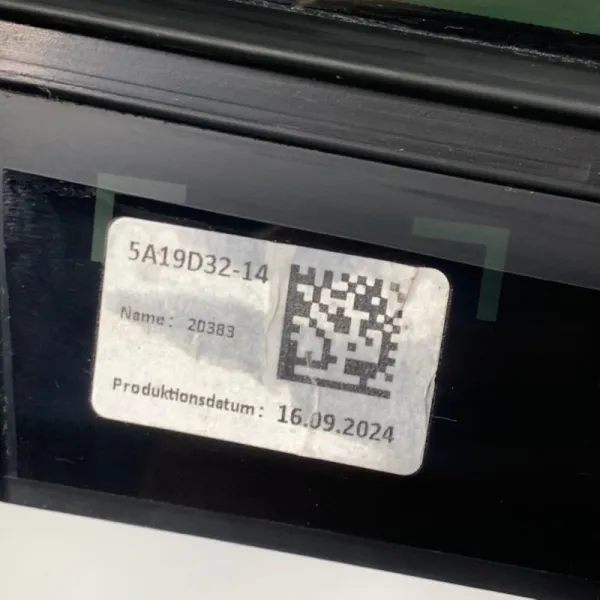 5A19D32-14
Name: 20383
Produktionsdatum: 16.09.2024